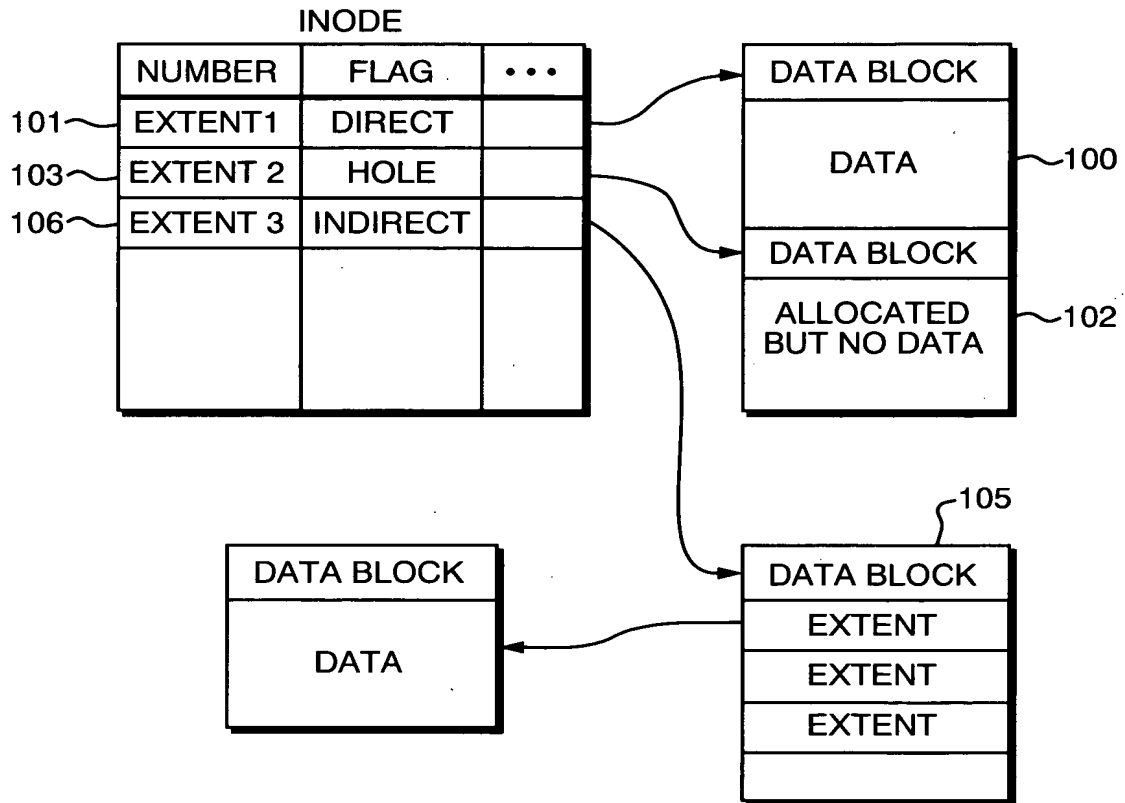 INODE
NUMBER FLAG •••
101 EXTENT1 DIRECT
103 EXTENT 2 HOLE
106 EXTENT 3 INDIRECT
DATA BLOCK
DATA
100
DATA BLOCK
ALLOCATED
BUT NO DATA
102
105
DATA BLOCK
EXTENT
EXTENT
EXTENT
DATA BLOCK
DATA